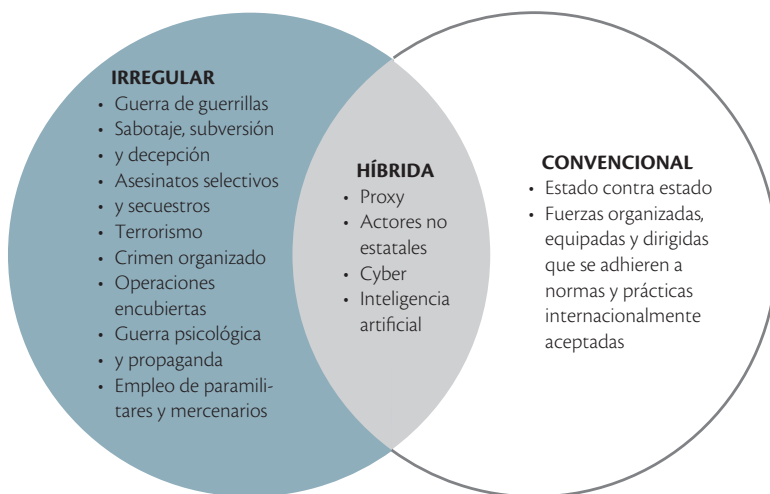 IRREGULAR
• Guerra de guerrillas
• Sabotaje, subversión
• y decepción
• Asesinatos selectivos
• y secuestros
• Terrorismo
• Crimen organizado
• Operaciones
encubiertas
• Guerra psicológica
• y propaganda
• Empleo de paramili-
tares y mercenarios
HÍBRIDA
• Proxy
• Actores no
estatales
• Cyber
• Inteligencia
artificial
CONVENCIONAL
• Estado contra estado
• Fuerzas organizadas,
equipadas y dirigidas
que se adhieren a
normas y prácticas
internacionalmente
aceptadas